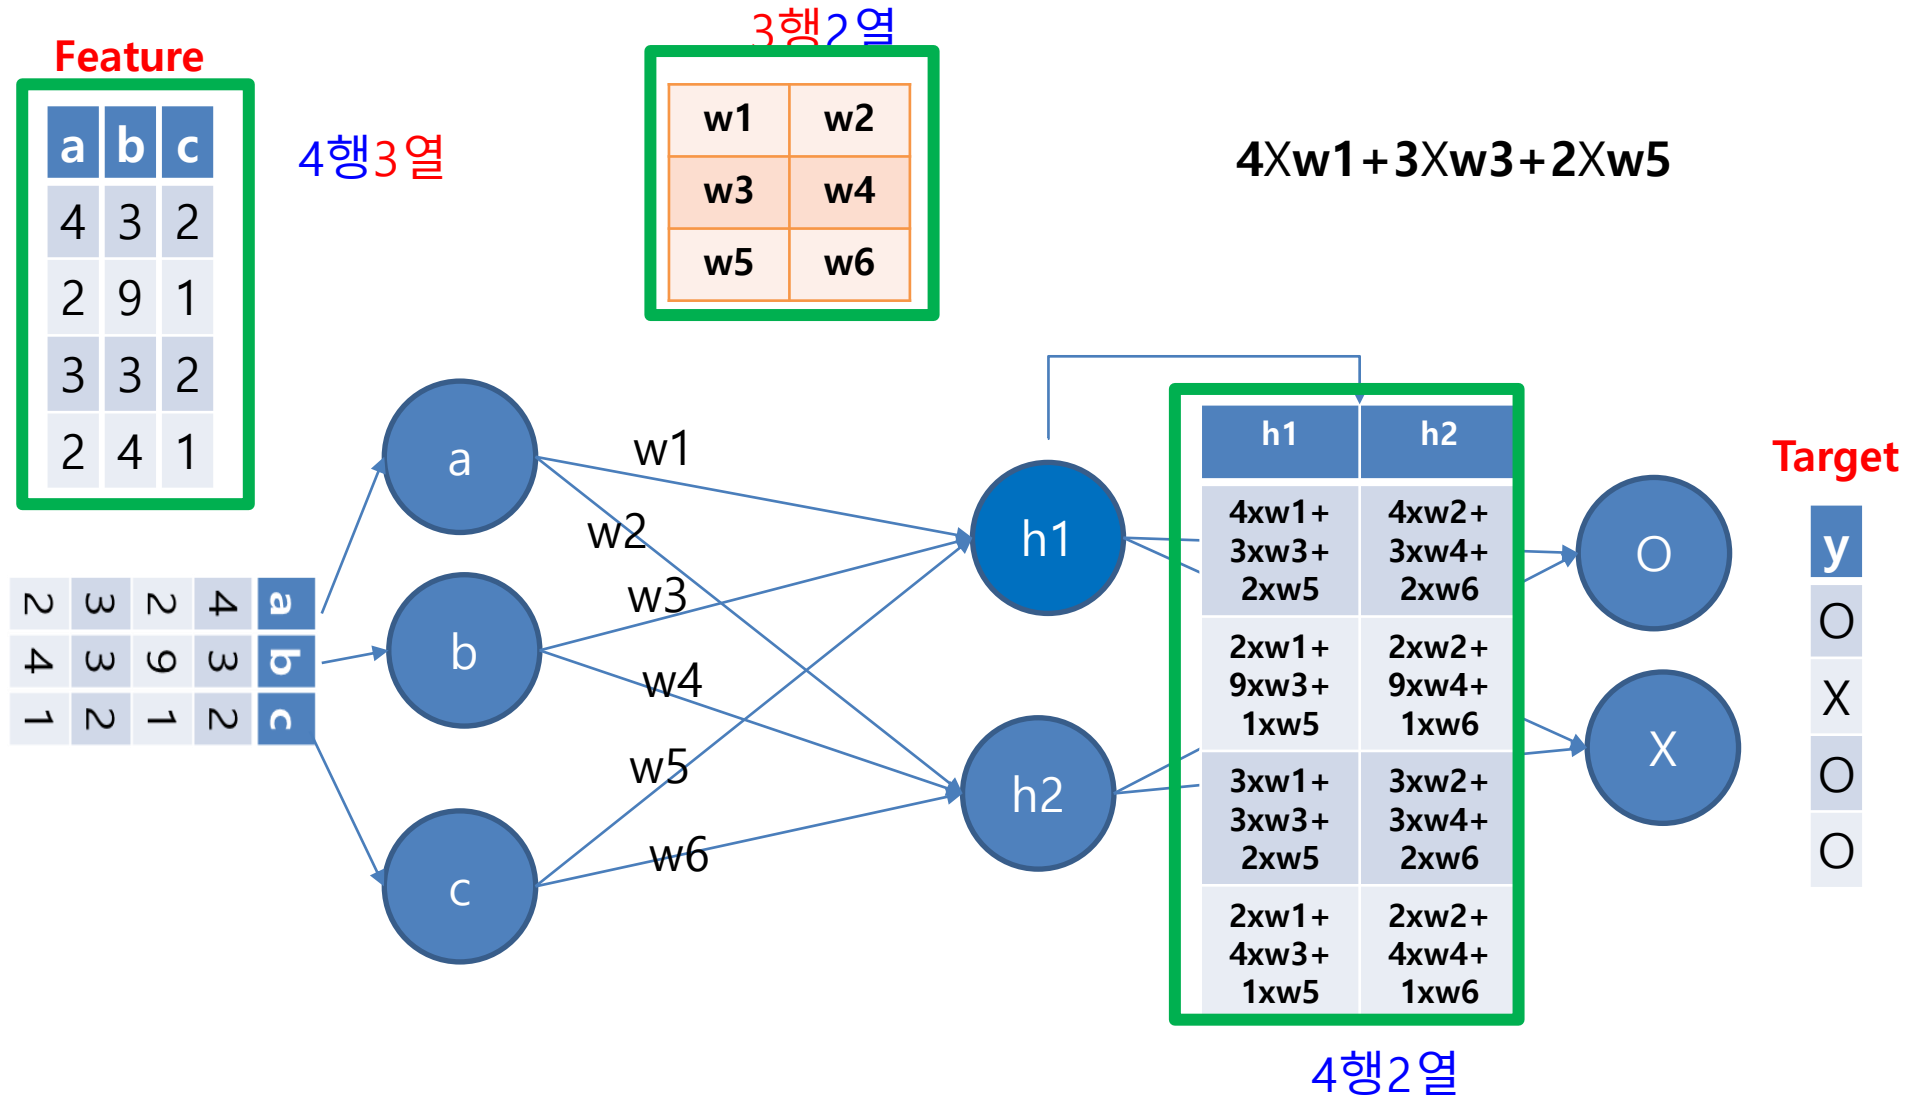 3행2열
Feature
a b c
4 3 2
2 9 1
3 3 2
2 4 1
4행3열
w1 w2
w3 w4
w5 w6
4Xw1+3Xw3+2Xw5
a
b
c
w1
w2
w3
w4
w5
w6
h1
h2
2 3 2 4 a
4 3 9 3 b
1 2 1 2 c
h1 h2
4xw1+ 4xw2+
3xw3+ 3xw4+
2xw5 2xw6
2xw1+ 2xw2+
9xw3+ 9xw4+
1xw5 1xw6
3xw1+ 3xw2+
3xw3+ 3xw4+
2xw5 2xw6
2xw1+ 2xw2+
4xw3+ 4xw4+
1xw5 1xw6
4행2열
O
X
Target
y
O
X
O
O